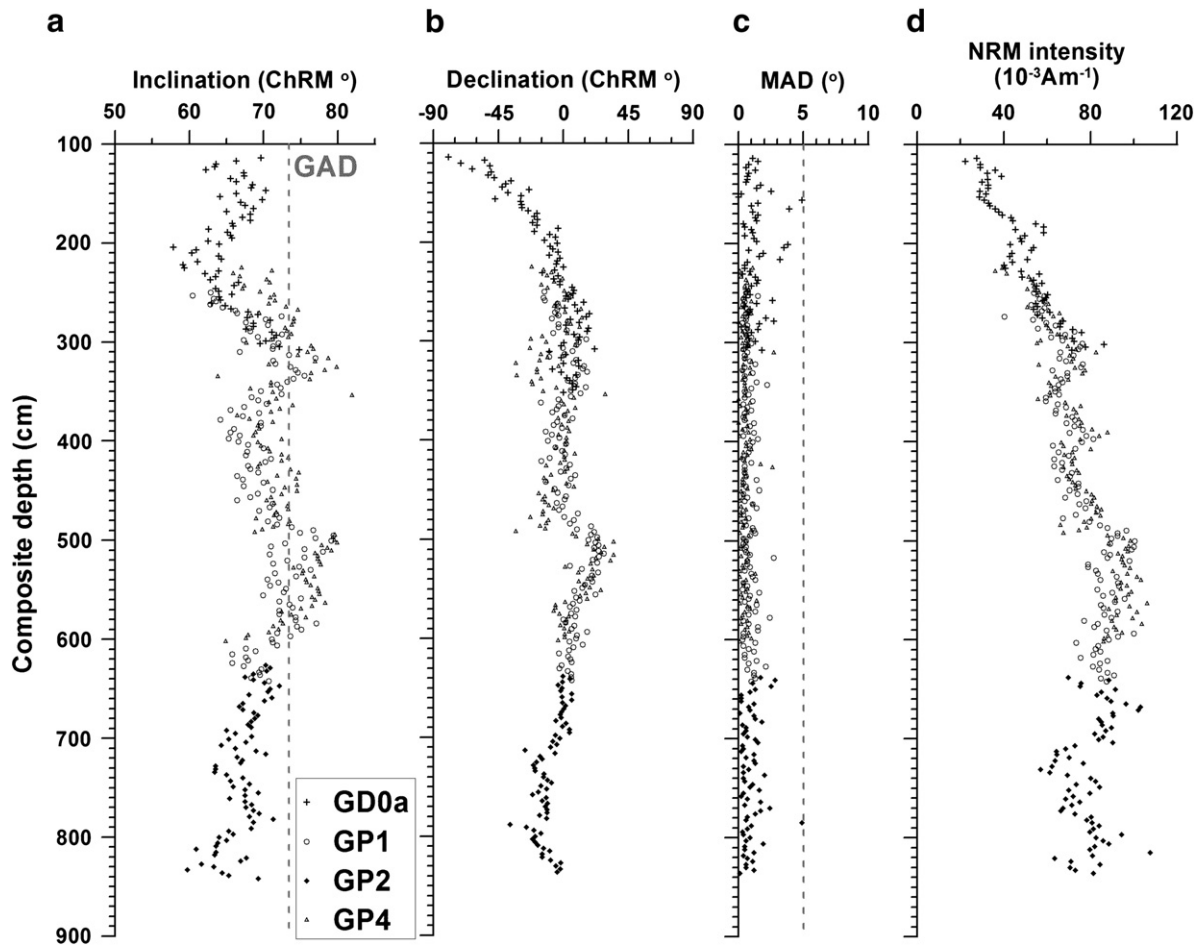 a
b
c
d
Inclination (ChRM °)
Declination (ChRM °)
MAD (°)
NRM intensity
(10⁻³Am⁻¹)
50 60 70 80
-90 -45 0 45 90
0 5 10
0 40 80 120
GAD
Composite depth (cm)
100
200
300
400
500
600
700
800
900
GD0a
GP1
GP2
GP4